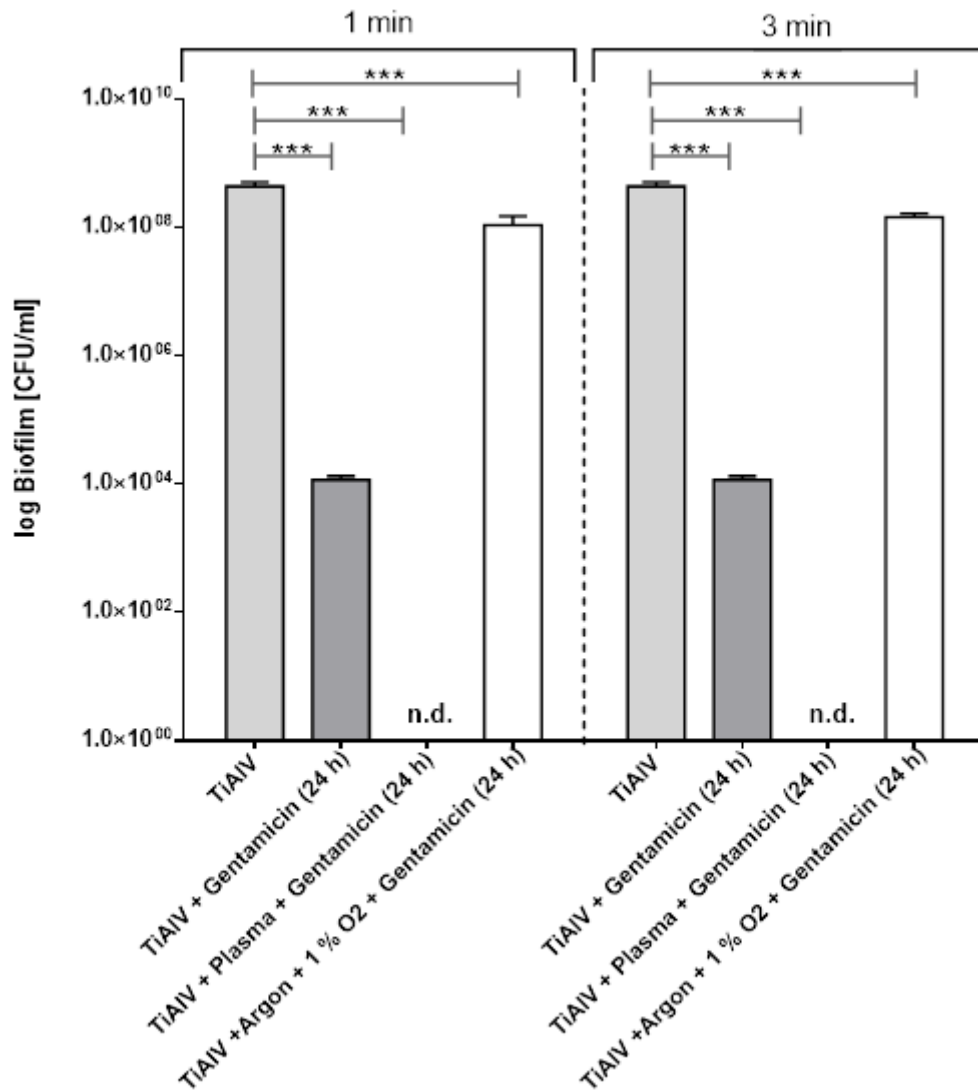 1 min
3 min
***
***
***
***
***
***
1.0×10¹⁰
1.0×10⁰⁸
1.0×10⁰⁶
1.0×10⁰⁴
1.0×10⁰²
1.0×10⁰⁰
log Biofilm [CFU/ml]
n.d.
n.d.
TiAlV
TiAlV + Gentamicin (24 h)
TiAlV + Plasma + Gentamicin (24 h)
TiAlV +Argon + 1 % O2 + Gentamicin (24 h)
TiAlV
TiAlV + Gentamicin (24 h)
TiAlV + Plasma + Gentamicin (24 h)
TiAlV +Argon + 1 % O2 + Gentamicin (24 h)